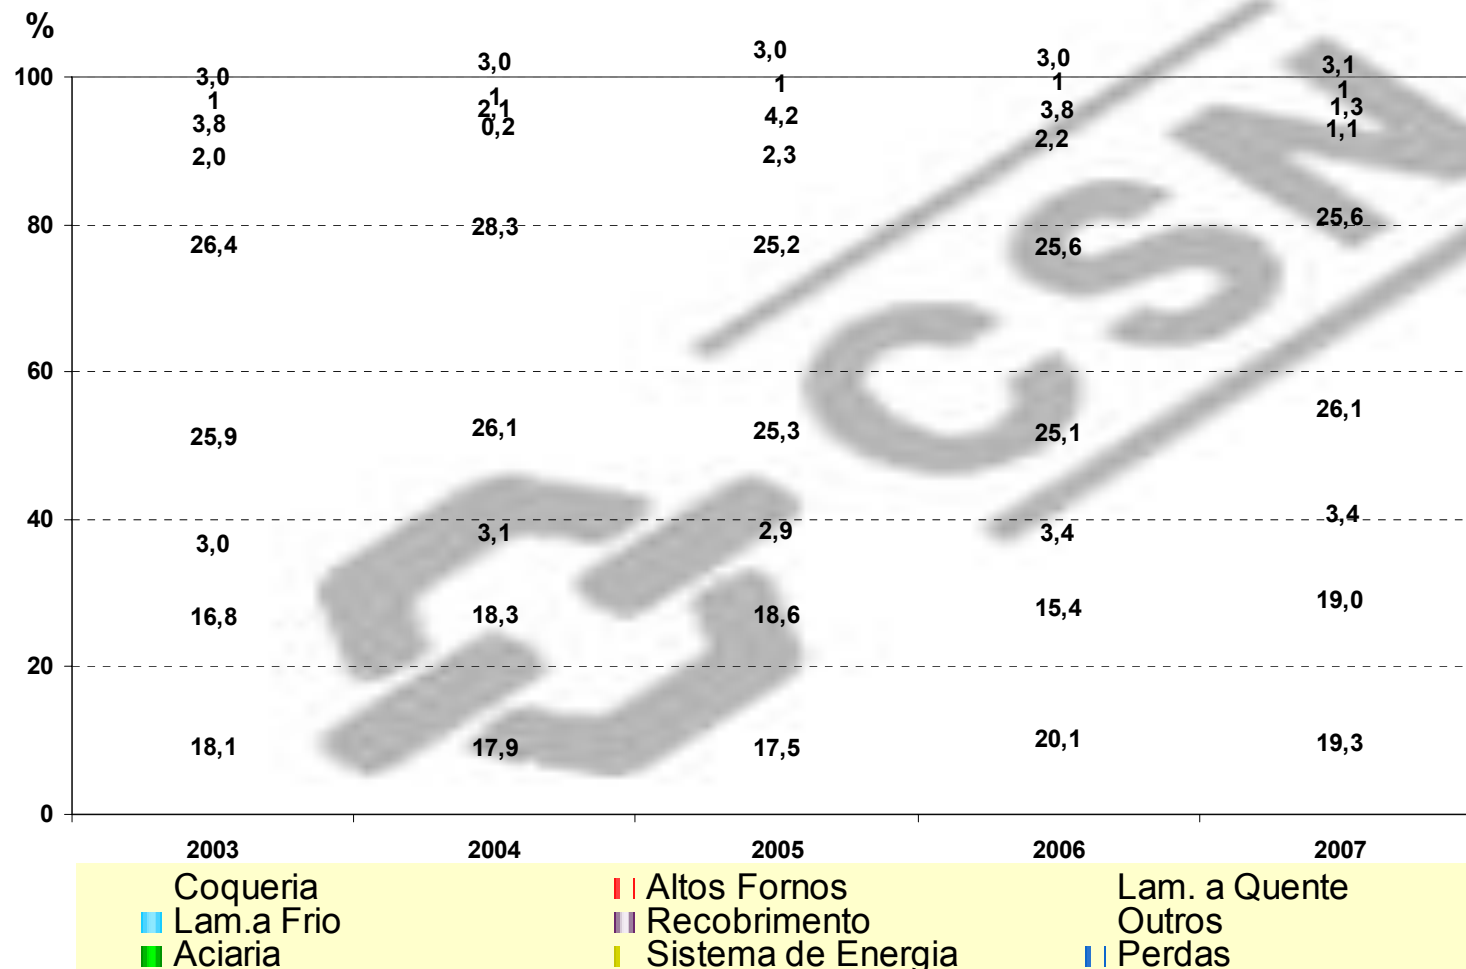 %
3,0 3,0 3,0 3,0 3,1
100
1 1 1 1 1
3,8 2,1 4,2 3,8 1,3
2,0 0,2 2,3 2,2 1,1
80
26,4 28,3 25,2 25,6 25,6
60
25,9 26,1 25,3 25,1 26,1
40
3,0 3,1 2,9 3,4 3,4
16,8 18,3 18,6 15,4 19,0
20
18,1 17,9 17,5 20,1 19,3
0
2003 2004 2005 2006 2007
Coqueria Altos Fornos Lam. a Quente
Lam.a Frio Recobrimento Outros
Aciaria Sistema de Energia Perdas
CSN